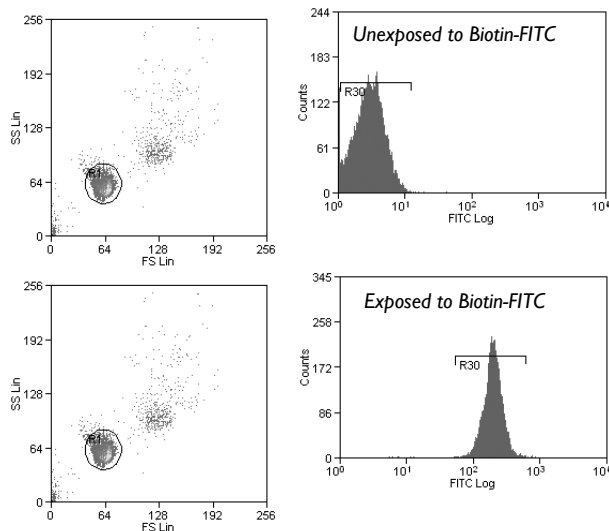 256
192
128
64
0
SS Lin
R1
0 64 128 192 256
FS Lin
Unexposed to Biotin-FITC
244
183
122
61
0
Counts
R30
10⁰ 10¹ 10² 10³ 10⁴
FITC Log
256
192
128
64
0
SS Lin
R1
0 64 128 192 256
FS Lin
Exposed to Biotin-FITC
345
258
172
86
0
Counts
R30
10⁰ 10¹ 10² 10³ 10⁴
FITC Log